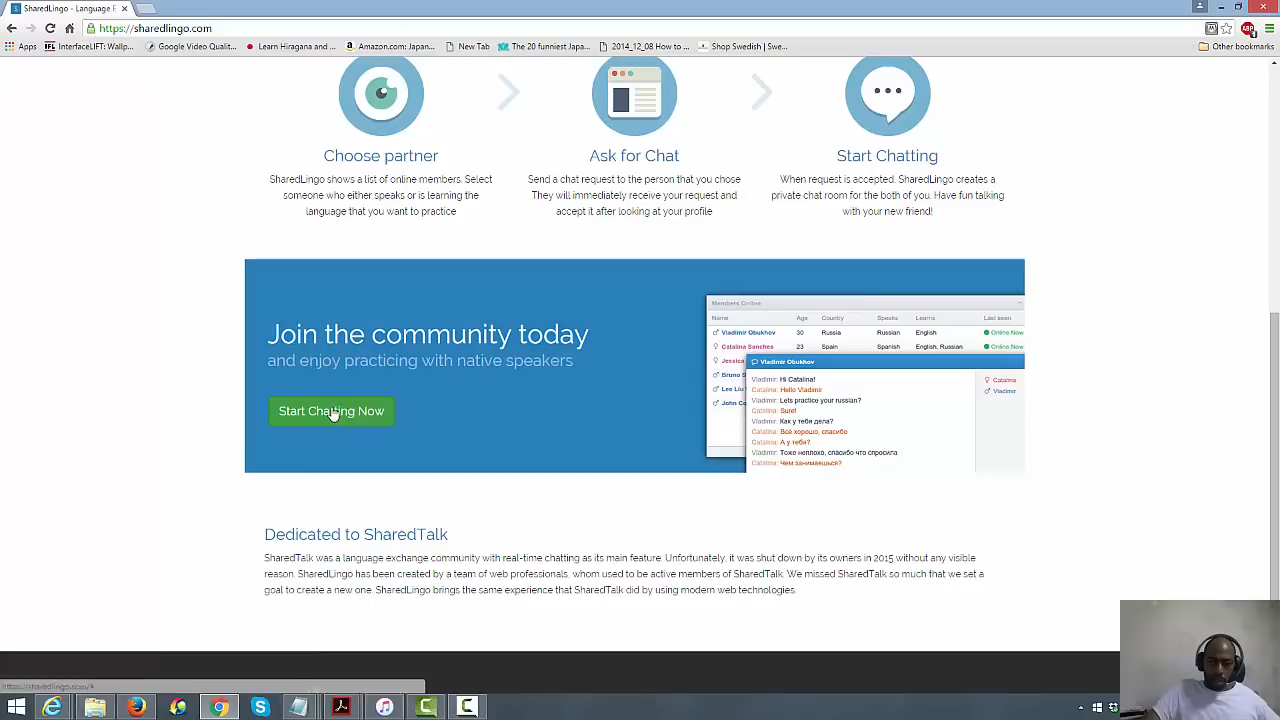 SharedLingo - Language E
https://sharedlingo.com
Apps
InterfaceLIFT: Wallp...
Google Video Qualit...
Learn Hiragana and ...
Amazon.com: Japan...
New Tab
The 20 funniest Japa...
2014_12_08 How to ...
Shop Swedish | Swe...
Other bookmarks
Choose partner
SharedLingo shows a list of online members. Select
someone who either speaks or is learning the
language that you want to practice
Ask for Chat
Send a chat request to the person that you chose
They will immediately receive your request and
accept it after looking at your profile
Start Chatting
When request is accepted, SharedLingo creates a
private chat room for the both of you. Have fun talking
with your new friend!
Join the community today
and enjoy practicing with native speakers
Start Chatting Now
Members Online
Name Age Country Speaks Learns Last seen
Vladimir Obukhov 30 Russia Russian English Online Now
Catalina Sanches 23 Spain Spanish English, Russian Online Now
Jessica
Bruno S
Lee Liu
John Co
Vladimir Obukhov
Vladimir: Hi Catalina!
Catalina: Hello Vladimir
Vladimir: Lets practice your russian?
Catalina: Sure!
Vladimir: Как у тебя дела?
Catalina: Всё хорошо, спасибо
Catalina: А у тебя?
Vladimir: Тоже неплохо, спасибо что спросила
Catalina: Чем занимаешься?
Catalina
Vladimir
Dedicated to SharedTalk
SharedTalk was a language exchange community with real-time chatting as its main feature. Unfortunately, it was shut down by its owners in 2015 without any visible
reason. SharedLingo has been created by a team of web professionals, whom used to be active members of SharedTalk. We missed SharedTalk so much that we set a
goal to create a new one. SharedLingo brings the same experience that SharedTalk did by using modern web technologies.